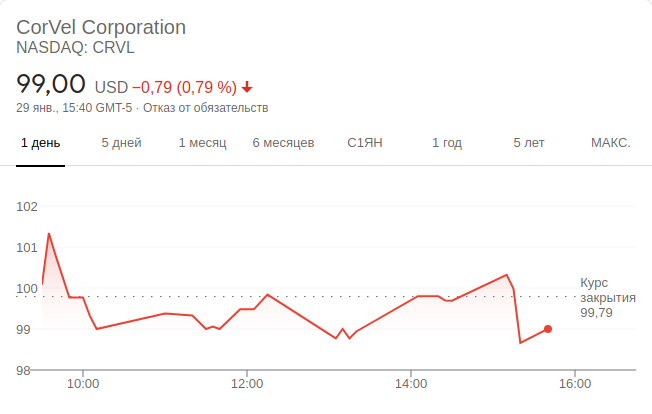 CorVel Corporation
NASDAQ: CRVL
99,00 USD −0,79 (0,79 %)
29 янв., 15:40 GMT-5 · Отказ от обязательств
1 день 5 дней 1 месяц 6 месяцев С1ЯН 1 год 5 лет МАКС.
102
101
100
99
98
Курс
закрытия
99,79
10:00 12:00 14:00 16:00